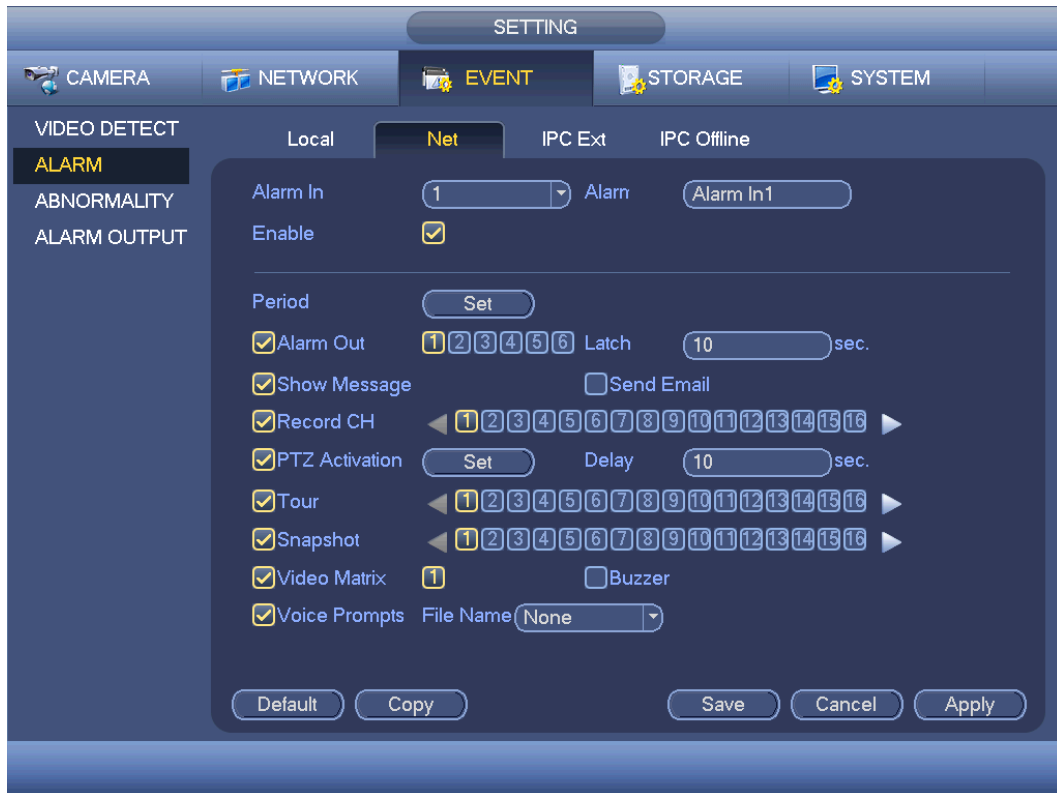 SETTING
CAMERA NETWORK EVENT STORAGE SYSTEM
VIDEO DETECT
ALARM
ABNORMALITY
ALARM OUTPUT
Local Net IPC Ext IPC Offline
Alarm In 1 Alarm Alarm In1
Enable
Period Set
Alarm Out 1 2 3 4 5 6 Latch 10 sec.
Show Message Send Email
Record CH 1 2 3 4 5 6 7 8 9 10 11 12 13 14 15 16
PTZ Activation Set Delay 10 sec.
Tour 1 2 3 4 5 6 7 8 9 10 11 12 13 14 15 16
Snapshot 1 2 3 4 5 6 7 8 9 10 11 12 13 14 15 16
Video Matrix 1 Buzzer
Voice Prompts File Name None
Default Copy Save Cancel Apply